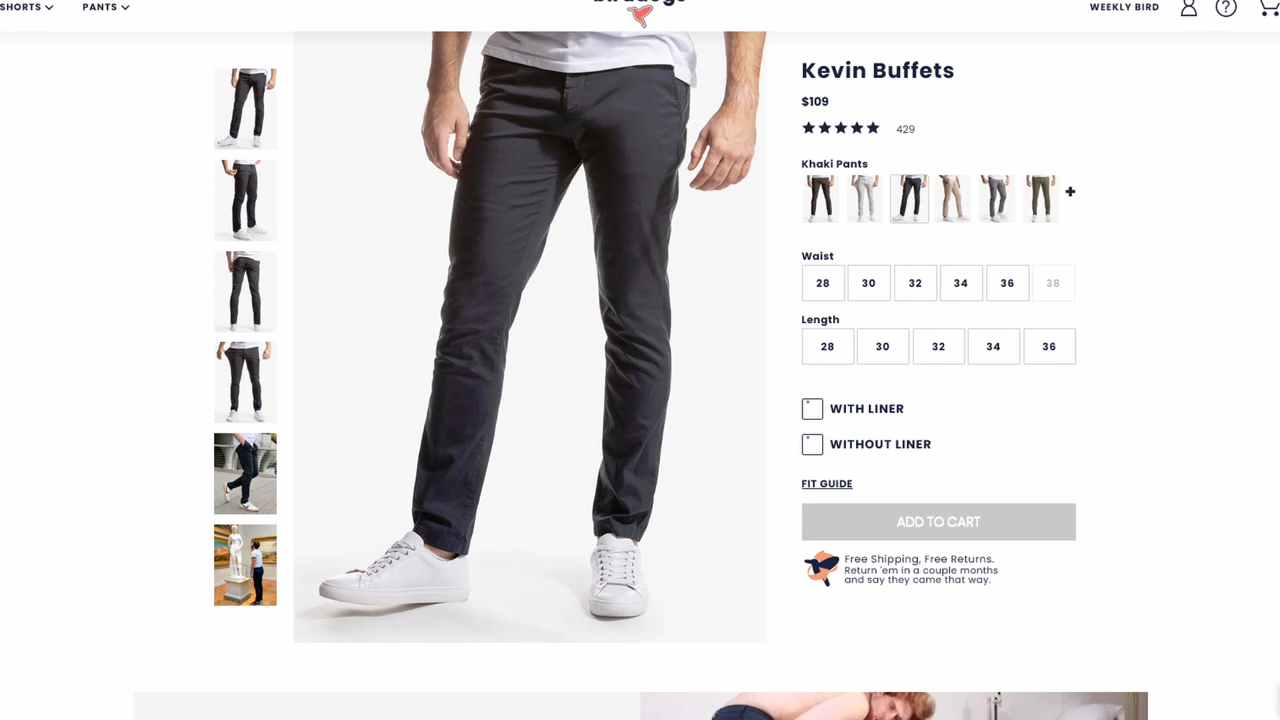 SHORTS
PANTS
birddogs
WEEKLY BIRD
Kevin Buffets
$109
429
Khaki Pants
+
Waist
28 30 32 34 36 38
Length
28 30 32 34 36
WITH LINER
WITHOUT LINER
FIT GUIDE
ADD TO CART
Free Shipping, Free Returns.
Return 'em in a couple months
and say they came that way.